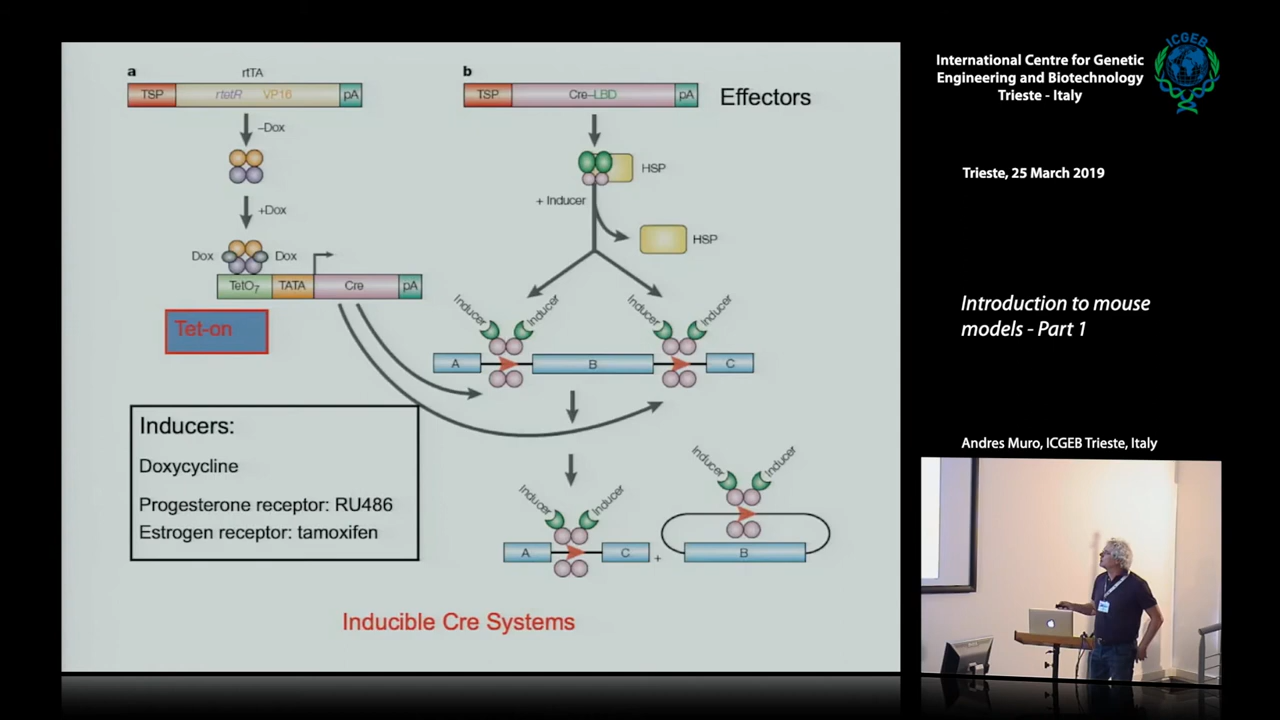 a
rtTA
TSP
rtetR
VP16
pA
–Dox
+Dox
Dox
Dox
TetO7
TATA
Cre
pA
Tet-on
b
TSP
Cre–LBD
pA
Effectors
HSP
+ Inducer
HSP
Inducer
Inducer
Inducer
Inducer
A
B
C
Inducer
Inducer
A
C
+
Inducer
Inducer
B
Inducers:
Doxycycline
Progesterone receptor: RU486
Estrogen receptor: tamoxifen
Inducible Cre Systems
International Centre for Genetic
Engineering and Biotechnology
Trieste - Italy
ICGEB
Trieste, 25 March 2019
Introduction to mouse
models - Part 1
Andres Muro, ICGEB Trieste, Italy